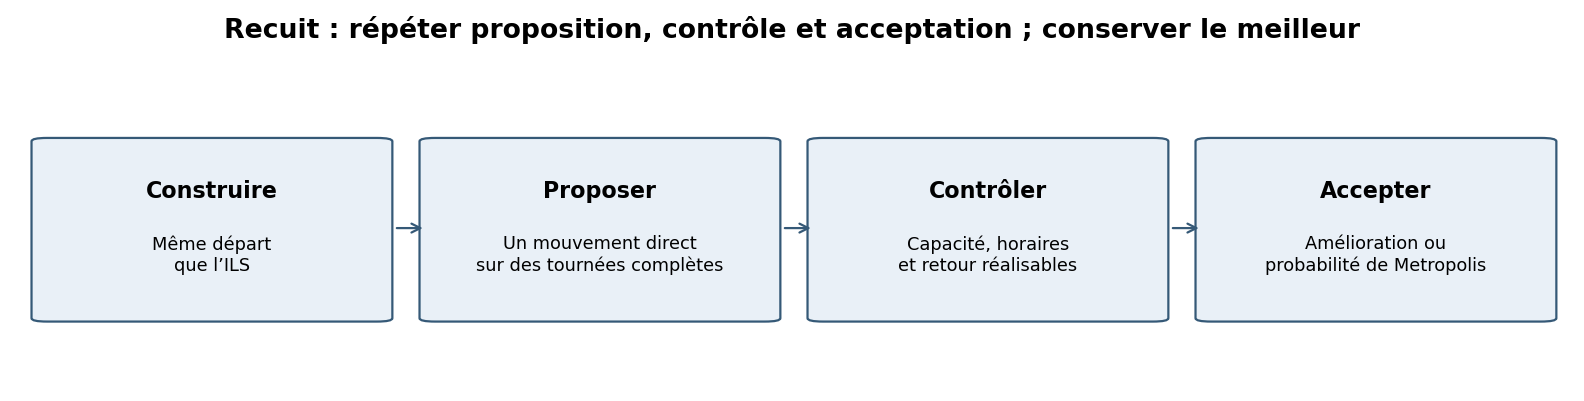 Recuit : répéter proposition, contrôle et acceptation ; conserver le meilleur
Construire
Même départ
que l’ILS
Proposer
Un mouvement direct
sur des tournées complètes
Contrôler
Capacité, horaires
et retour réalisables
Accepter
Amélioration ou
probabilité de Metropolis